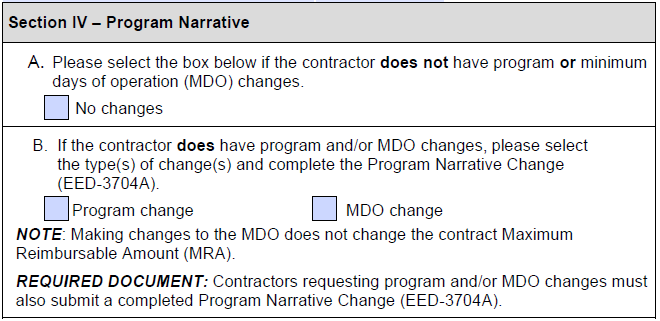 Section IV – Program Narrative
A. Please select the box below if the contractor does not have program or minimum
days of operation (MDO) changes.
No changes
B. If the contractor does have program and/or MDO changes, please select
the type(s) of change(s) and complete the Program Narrative Change
(EED-3704A).
Program change MDO change
NOTE: Making changes to the MDO does not change the contract Maximum
Reimbursable Amount (MRA).
REQUIRED DOCUMENT: Contractors requesting program and/or MDO changes must
also submit a completed Program Narrative Change (EED-3704A).